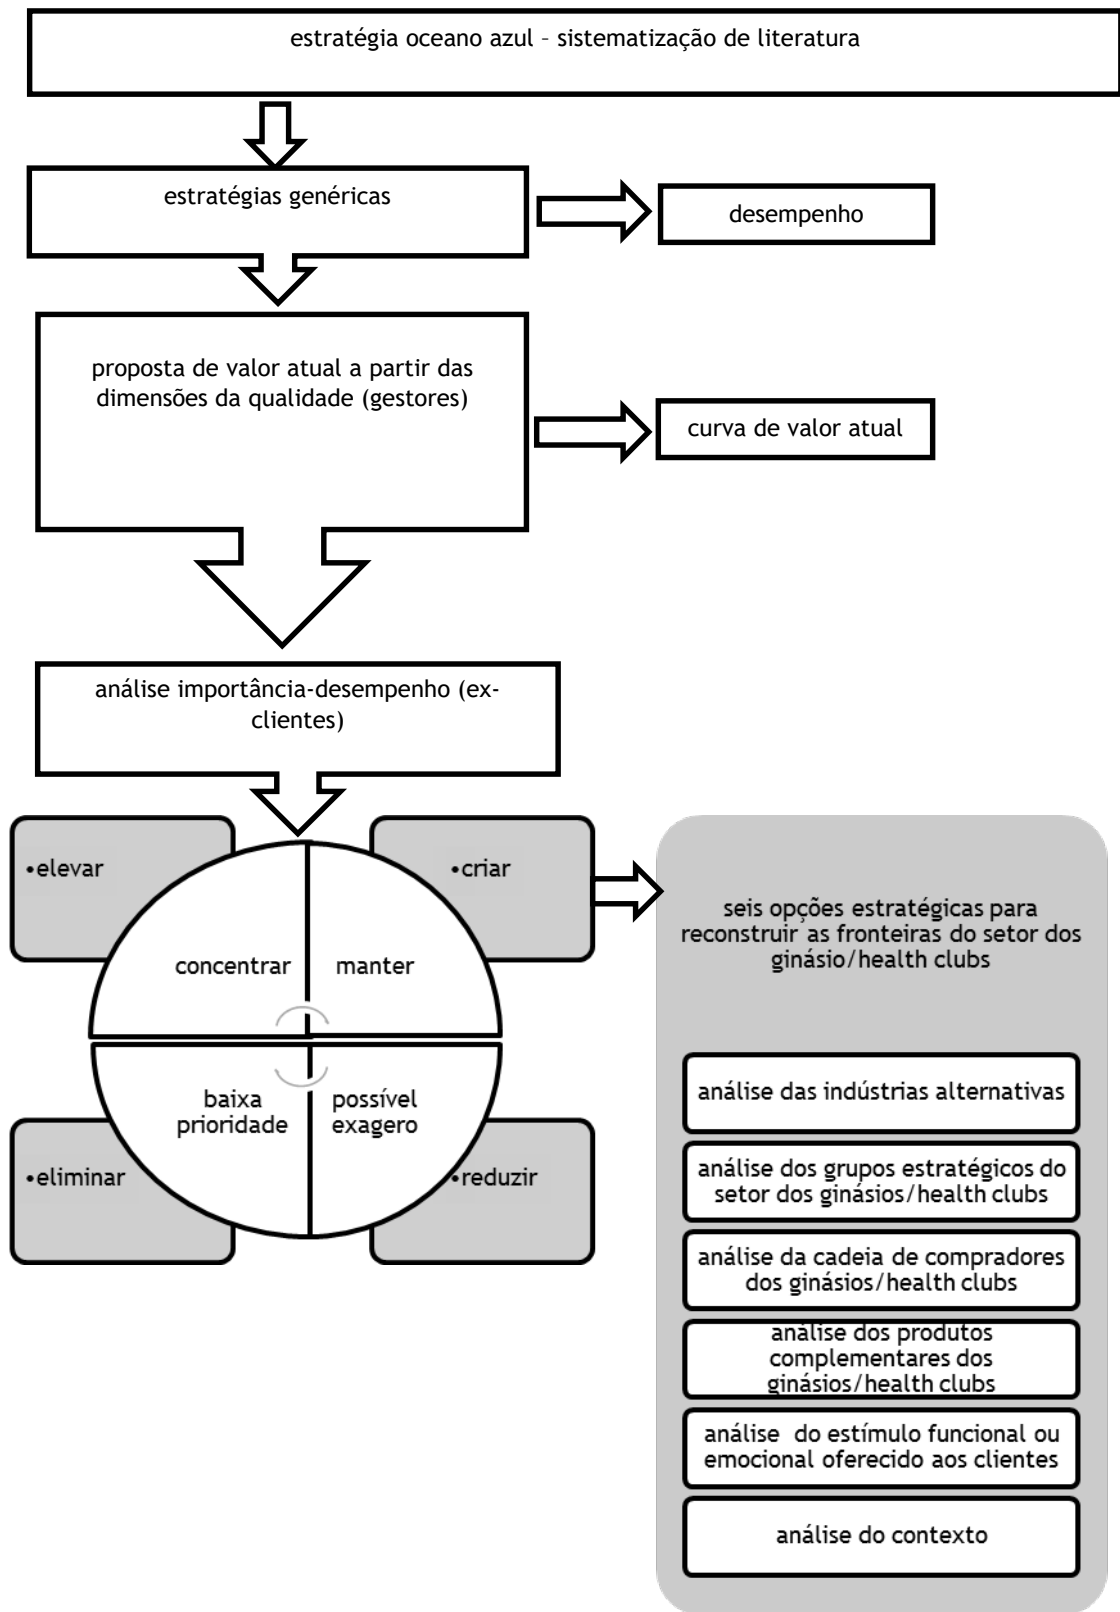 estratégia oceano azul – sistematização de literatura
estratégias genéricas
desempenho
proposta de valor atual a partir das
dimensões da qualidade (gestores)
curva de valor atual
análise importância-desempenho (ex-
clientes)
•elevar
•criar
concentrar
manter
baixa
prioridade
possível
exagero
•eliminar
•reduzir
seis opções estratégicas para
reconstruir as fronteiras do setor dos
ginásio/health clubs
análise das indústrias alternativas
análise dos grupos estratégicos do
setor dos ginásios/health clubs
análise da cadeia de compradores
dos ginásios/health clubs
análise dos produtos
complementares dos
ginásios/health clubs
análise do estímulo funcional ou
emocional oferecido aos clientes
análise do contexto